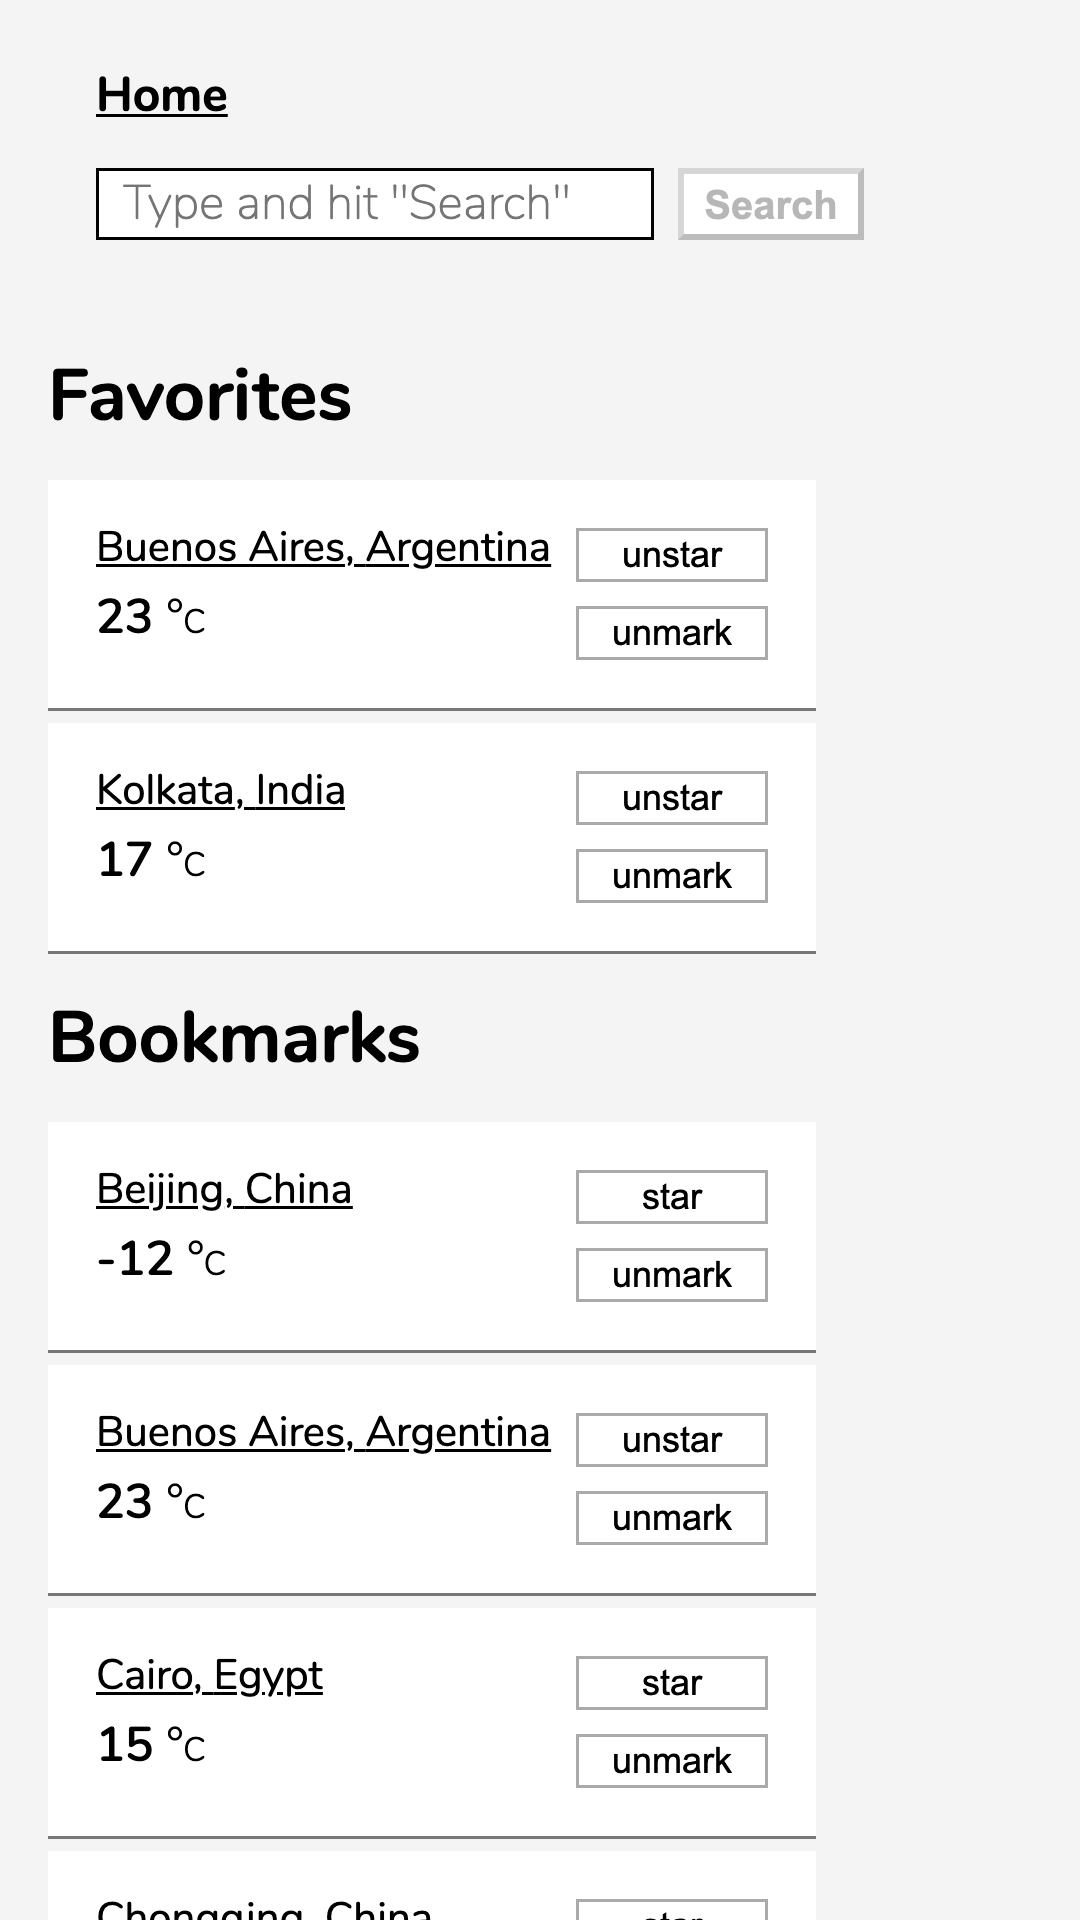 Home
Type and hit "Search" Search
Favorites
Buenos Aires, Argentina unstar
23 °C unmark
Kolkata, India unstar
17 °C unmark
Bookmarks
Beijing, China star
-12 °C unmark
Buenos Aires, Argentina unstar
23 °C unmark
Cairo, Egypt star
15 °C unmark
Chongqing, China star